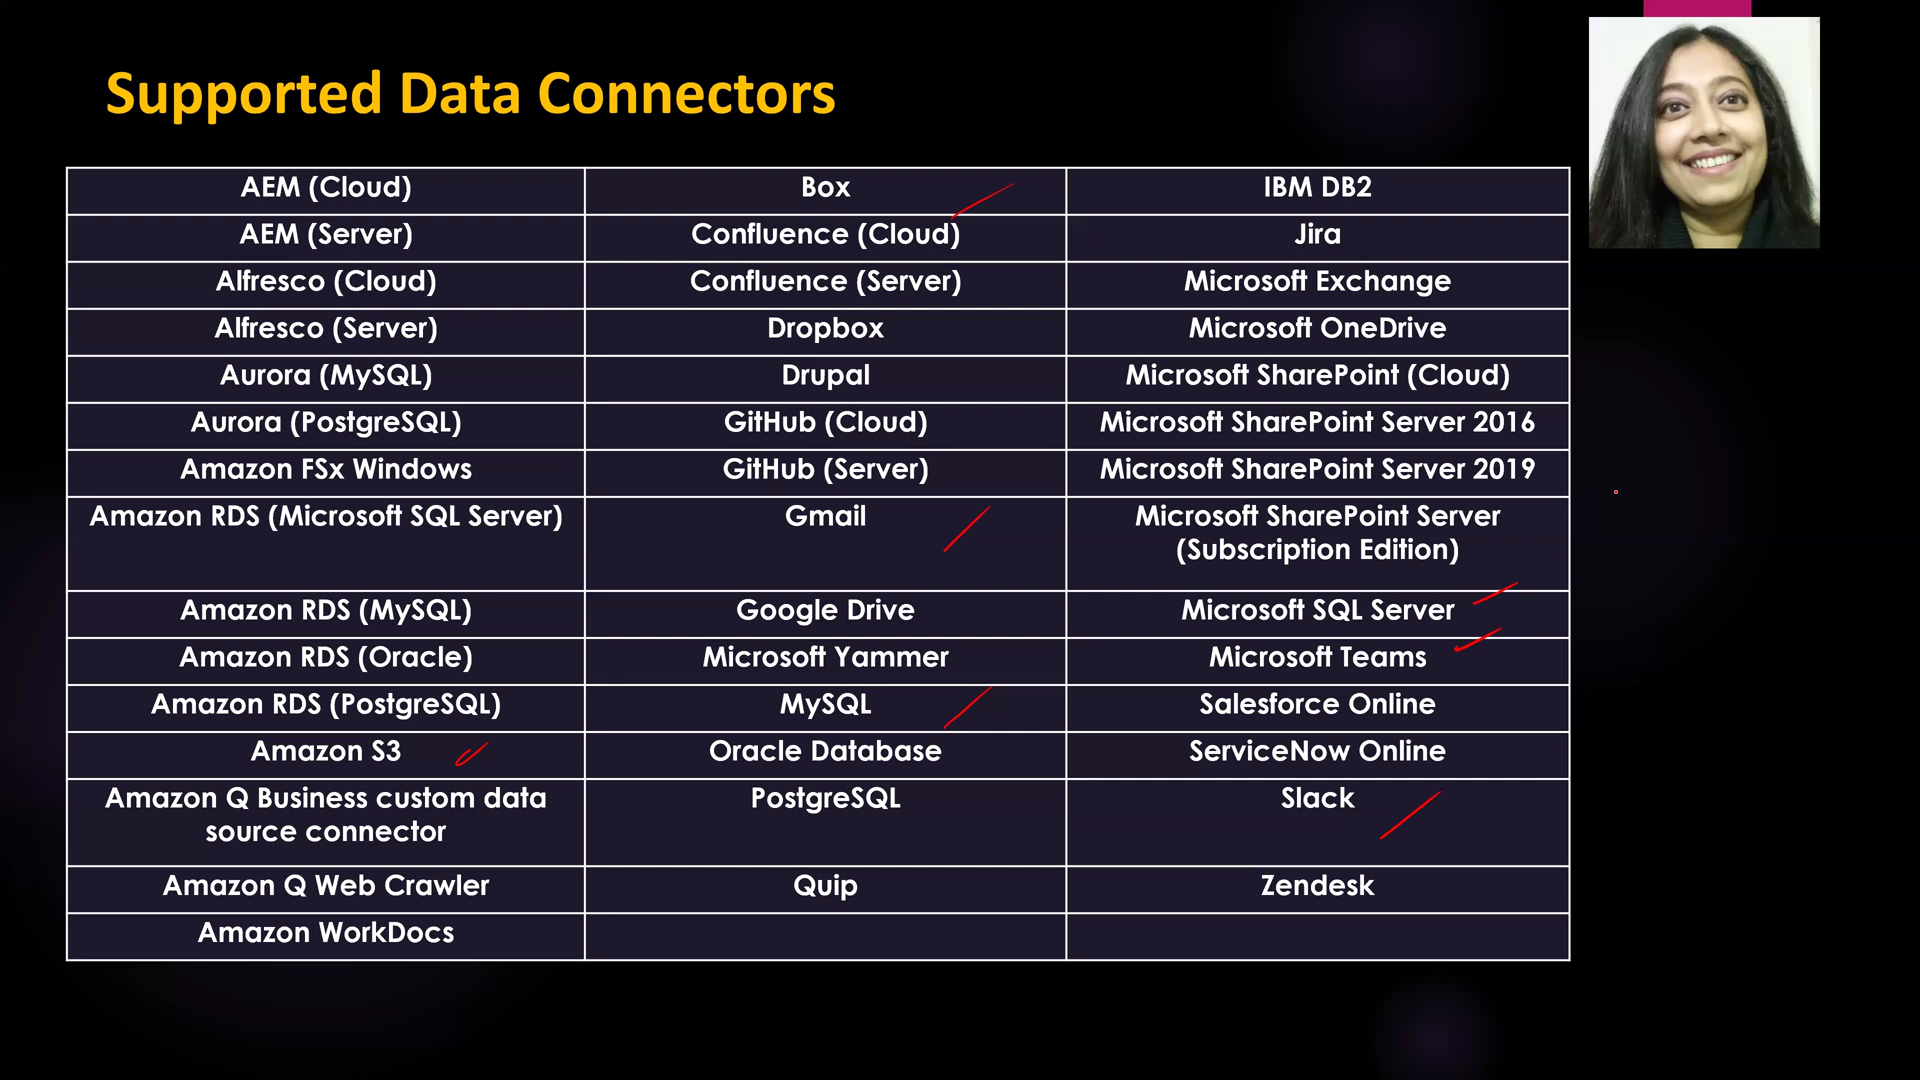 Supported Data Connectors
AEM (Cloud) Box IBM DB2
AEM (Server) Confluence (Cloud) Jira
Alfresco (Cloud) Confluence (Server) Microsoft Exchange
Alfresco (Server) Dropbox Microsoft OneDrive
Aurora (MySQL) Drupal Microsoft SharePoint (Cloud)
Aurora (PostgreSQL) GitHub (Cloud) Microsoft SharePoint Server 2016
Amazon FSx Windows GitHub (Server) Microsoft SharePoint Server 2019
Amazon RDS (Microsoft SQL Server) Gmail Microsoft SharePoint Server
(Subscription Edition)
Amazon RDS (MySQL) Google Drive Microsoft SQL Server
Amazon RDS (Oracle) Microsoft Yammer Microsoft Teams
Amazon RDS (PostgreSQL) MySQL Salesforce Online
Amazon S3 Oracle Database ServiceNow Online
Amazon Q Business custom data PostgreSQL Slack
source connector
Amazon Q Web Crawler Quip Zendesk
Amazon WorkDocs